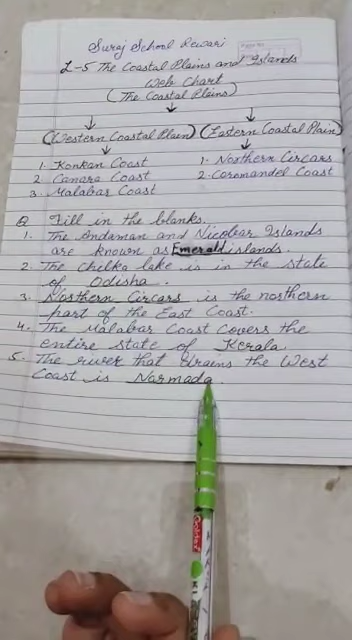 Suraj School Rewari
L-5 The Coastal Plains and Islands
Web Chart
(The Coastal Plains)
(Western Coastal Plain) (Eastern Coastal Plain)
1. Konkan Coast 1. Northern Circars
2 Canara Coast 2. Coromandel Coast
3. Malabar Coast
Q Fill in the blanks.
1. The Andaman and Nicobar Islands
are known as Emerald islands.
2. The Chilka lake is in the state
of Odisha.
3. Northern Circars is the northern
part of the East Coast.
4. The Malabar Coast covers the
entire state of Kerala.
5. The river that drains the West
Coast is Narmada.